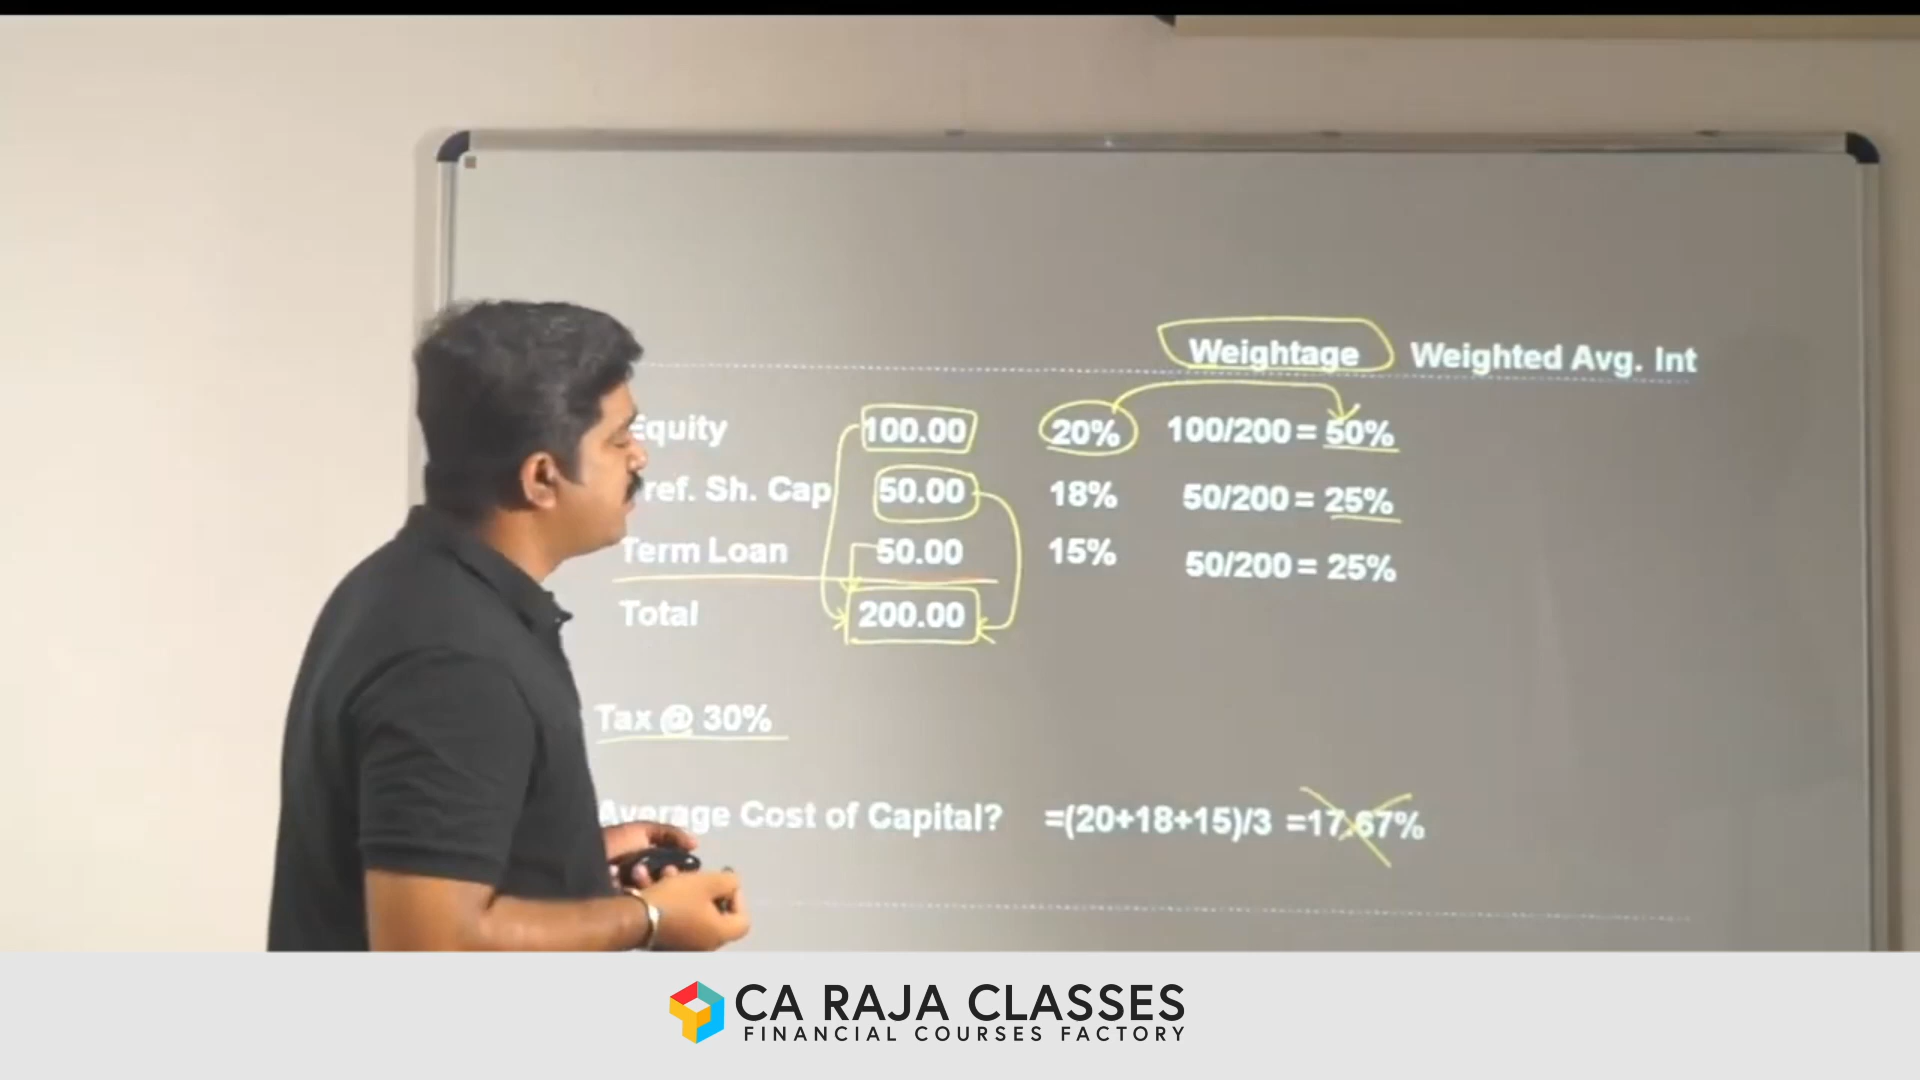 Weightage Weighted Avg. Int
Equity 100.00 20% 100/200 = 50%
ref. Sh. Cap 50.00 18% 50/200 = 25%
Term Loan 50.00 15% 50/200 = 25%
Total 200.00
Tax @ 30%
Average Cost of Capital? =(20+18+15)/3 =17.67%
CA RAJA CLASSES
FINANCIAL COURSES FACTORY